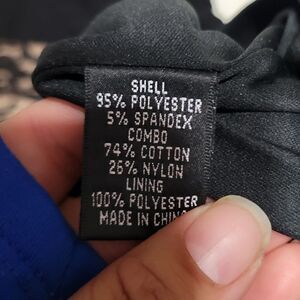 SHELL
95% POLYESTER
5% SPANDEX
COMBO
74% COTTON
26% NYLON
LINING
100% POLYESTER
MADE IN CHINA